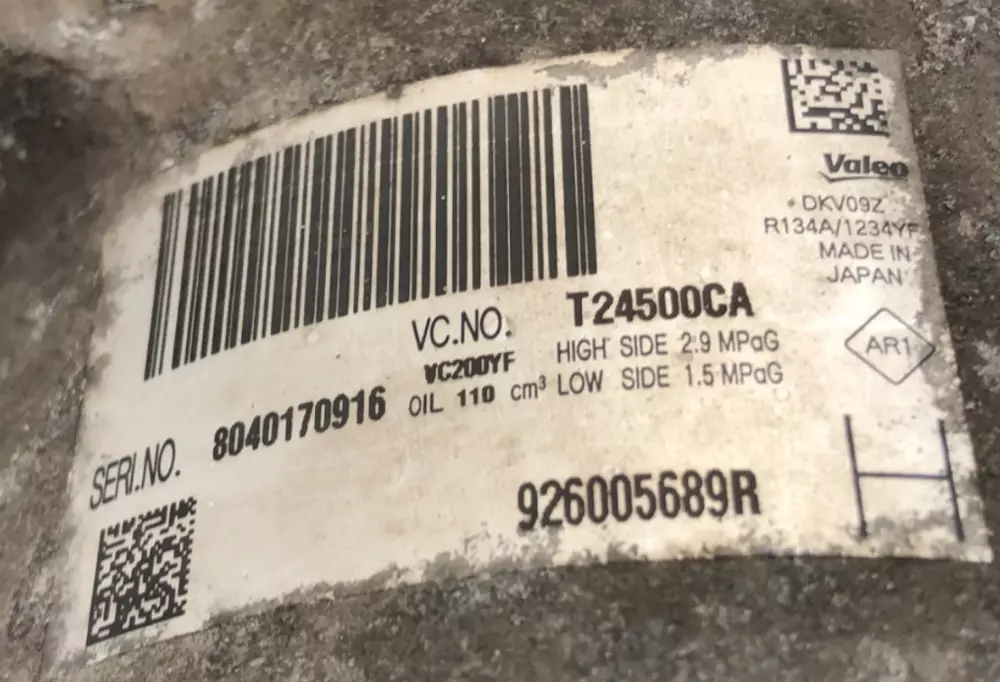 Valeo
DKV09Z
R134A/1234YF
MADE IN
JAPAN
VC.NO. T24500CA
VC200YF HIGH SIDE 2.9 MPaG
OIL 110 cm³ LOW SIDE 1.5 MPaG
AR1
SERI.NO. 8040170916
926005689R
H